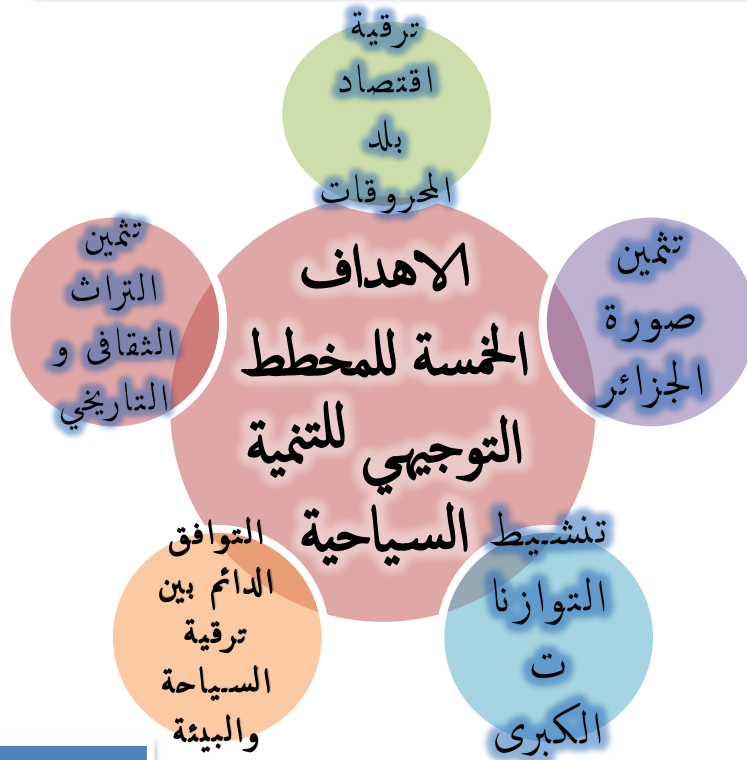 ترقية
اقتصاد
بلد
المحروقات
تثمين
صورة
الجزائر
تنشيط
التوازنا
ت
الكبرى
التوافق
الدائم بين
ترقية
السياحة
والبيئة
تثمين
التراث
الثقافى و
التاريخي
الاهداف
الخمسة للمخطط
التوجيهي للتنمية
السياحية